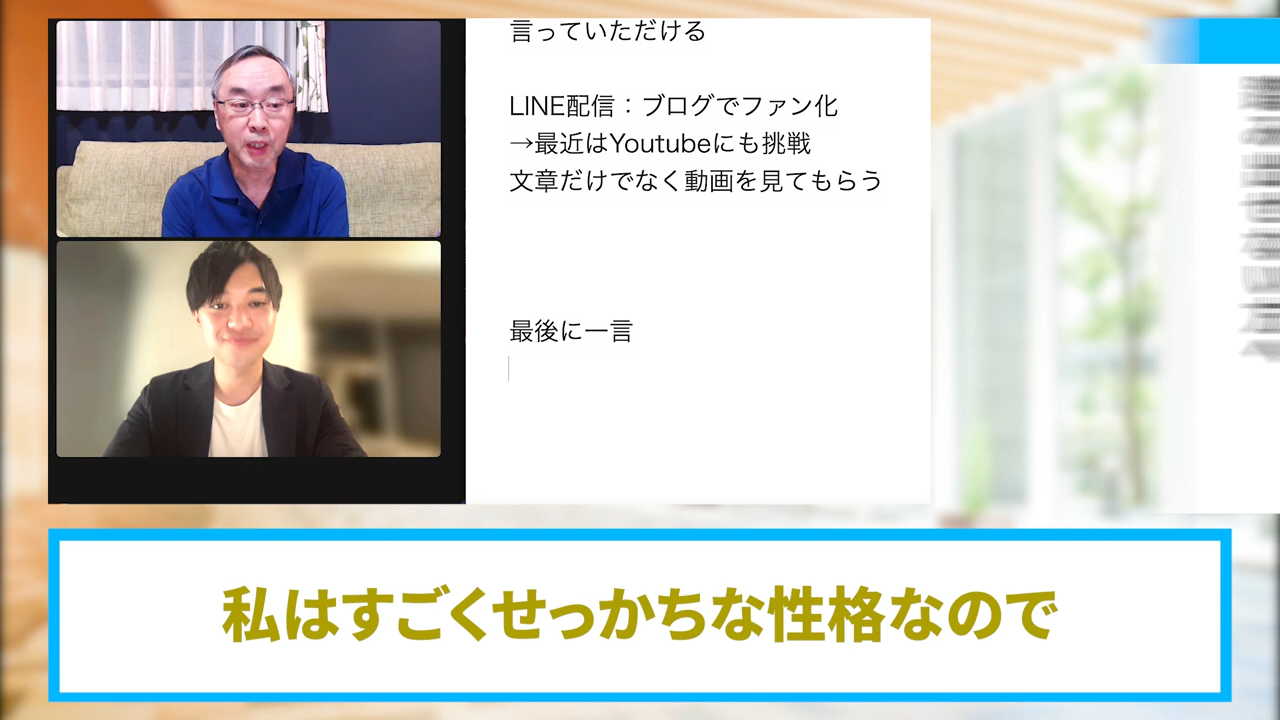 言っていただける
LINE配信：ブログでファン化
→最近はYoutubeにも挑戦
文章だけでなく動画を見てもらう
最後に一言
私はすごくせっかちな性格なので